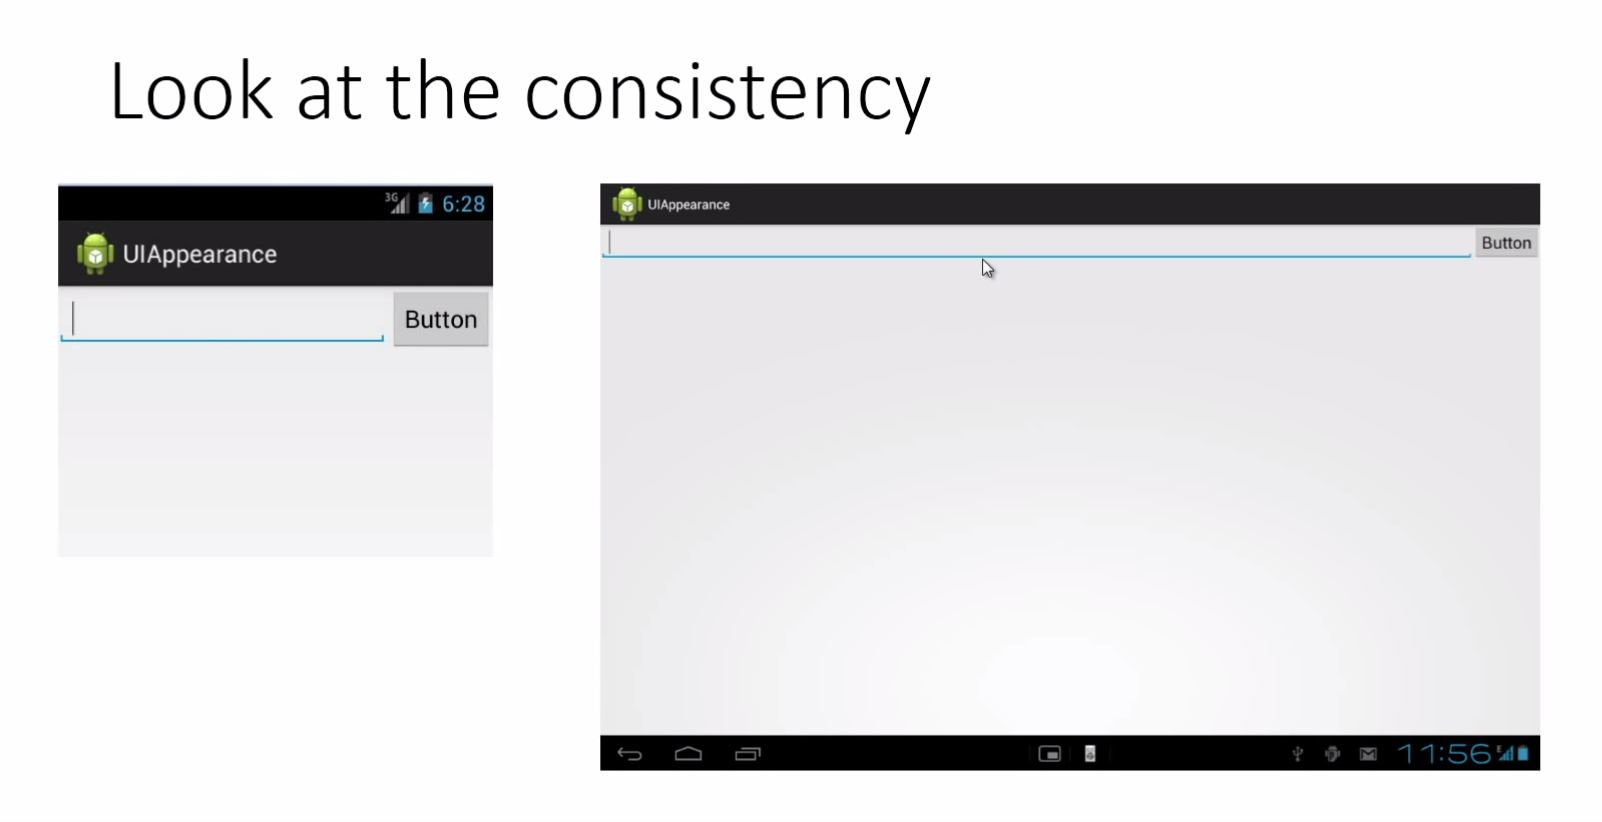 Look at the consistency
3G 6:28
UIAppearance
Button
UIAppearance
Button
11:56